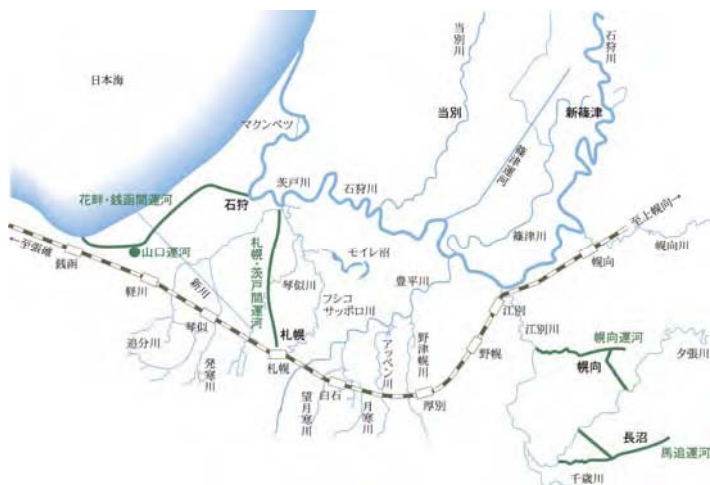 日本海
当別川
石狩川
マクンベツ
当別
新篠津
篠津運河
茨戸川
石狩川
花畔・銭函間運河
石狩
至上幌向→
山口運河
札幌・茨戸間運河
モイレ沼
篠津川
幌向
幌向川
←至張碓
銭函
豊平川
軽川
新川
琴似川
フシコ
サッポロ川
江別
琴似
札幌
江別川
幌向運河
追分川
発寒川
札幌
アッペン川
野津幌川
野幌
幌向
夕張川
白石
厚別
望月寒川
月寒川
長沼
馬追運河
千歳川